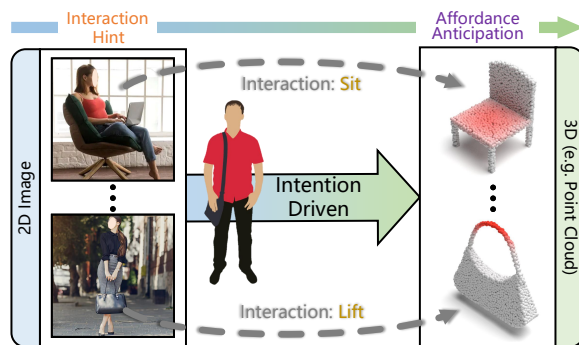 Interaction
Hint
Affordance
Anticipation
2D Image
Interaction: Sit
Intention
Driven
Interaction: Lift
3D (e.g. Point Cloud)